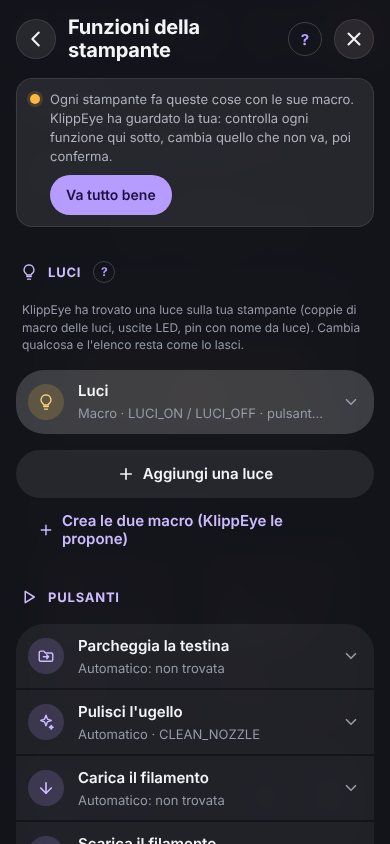 Funzioni della
stampante
?
Ogni stampante fa queste cose con le sue macro.
KlippEye ha guardato la tua: controlla ogni
funzione qui sotto, cambia quello che non va, poi
conferma.
Va tutto bene
LUCI
?
KlippEye ha trovato una luce sulla tua stampante (coppie di
macro delle luci, uscite LED, pin con nome da luce). Cambia
qualcosa e l'elenco resta come lo lasci.
Luci
Macro · LUCI_ON / LUCI_OFF · pulsant...
Aggiungi una luce
Crea le due macro (KlippEye le
propone)
PULSANTI
Parcheggia la testina
Automatico: non trovata
Pulisci l'ugello
Automatico · CLEAN_NOZZLE
Carica il filamento
Automatico: non trovata
Scarica il filamento